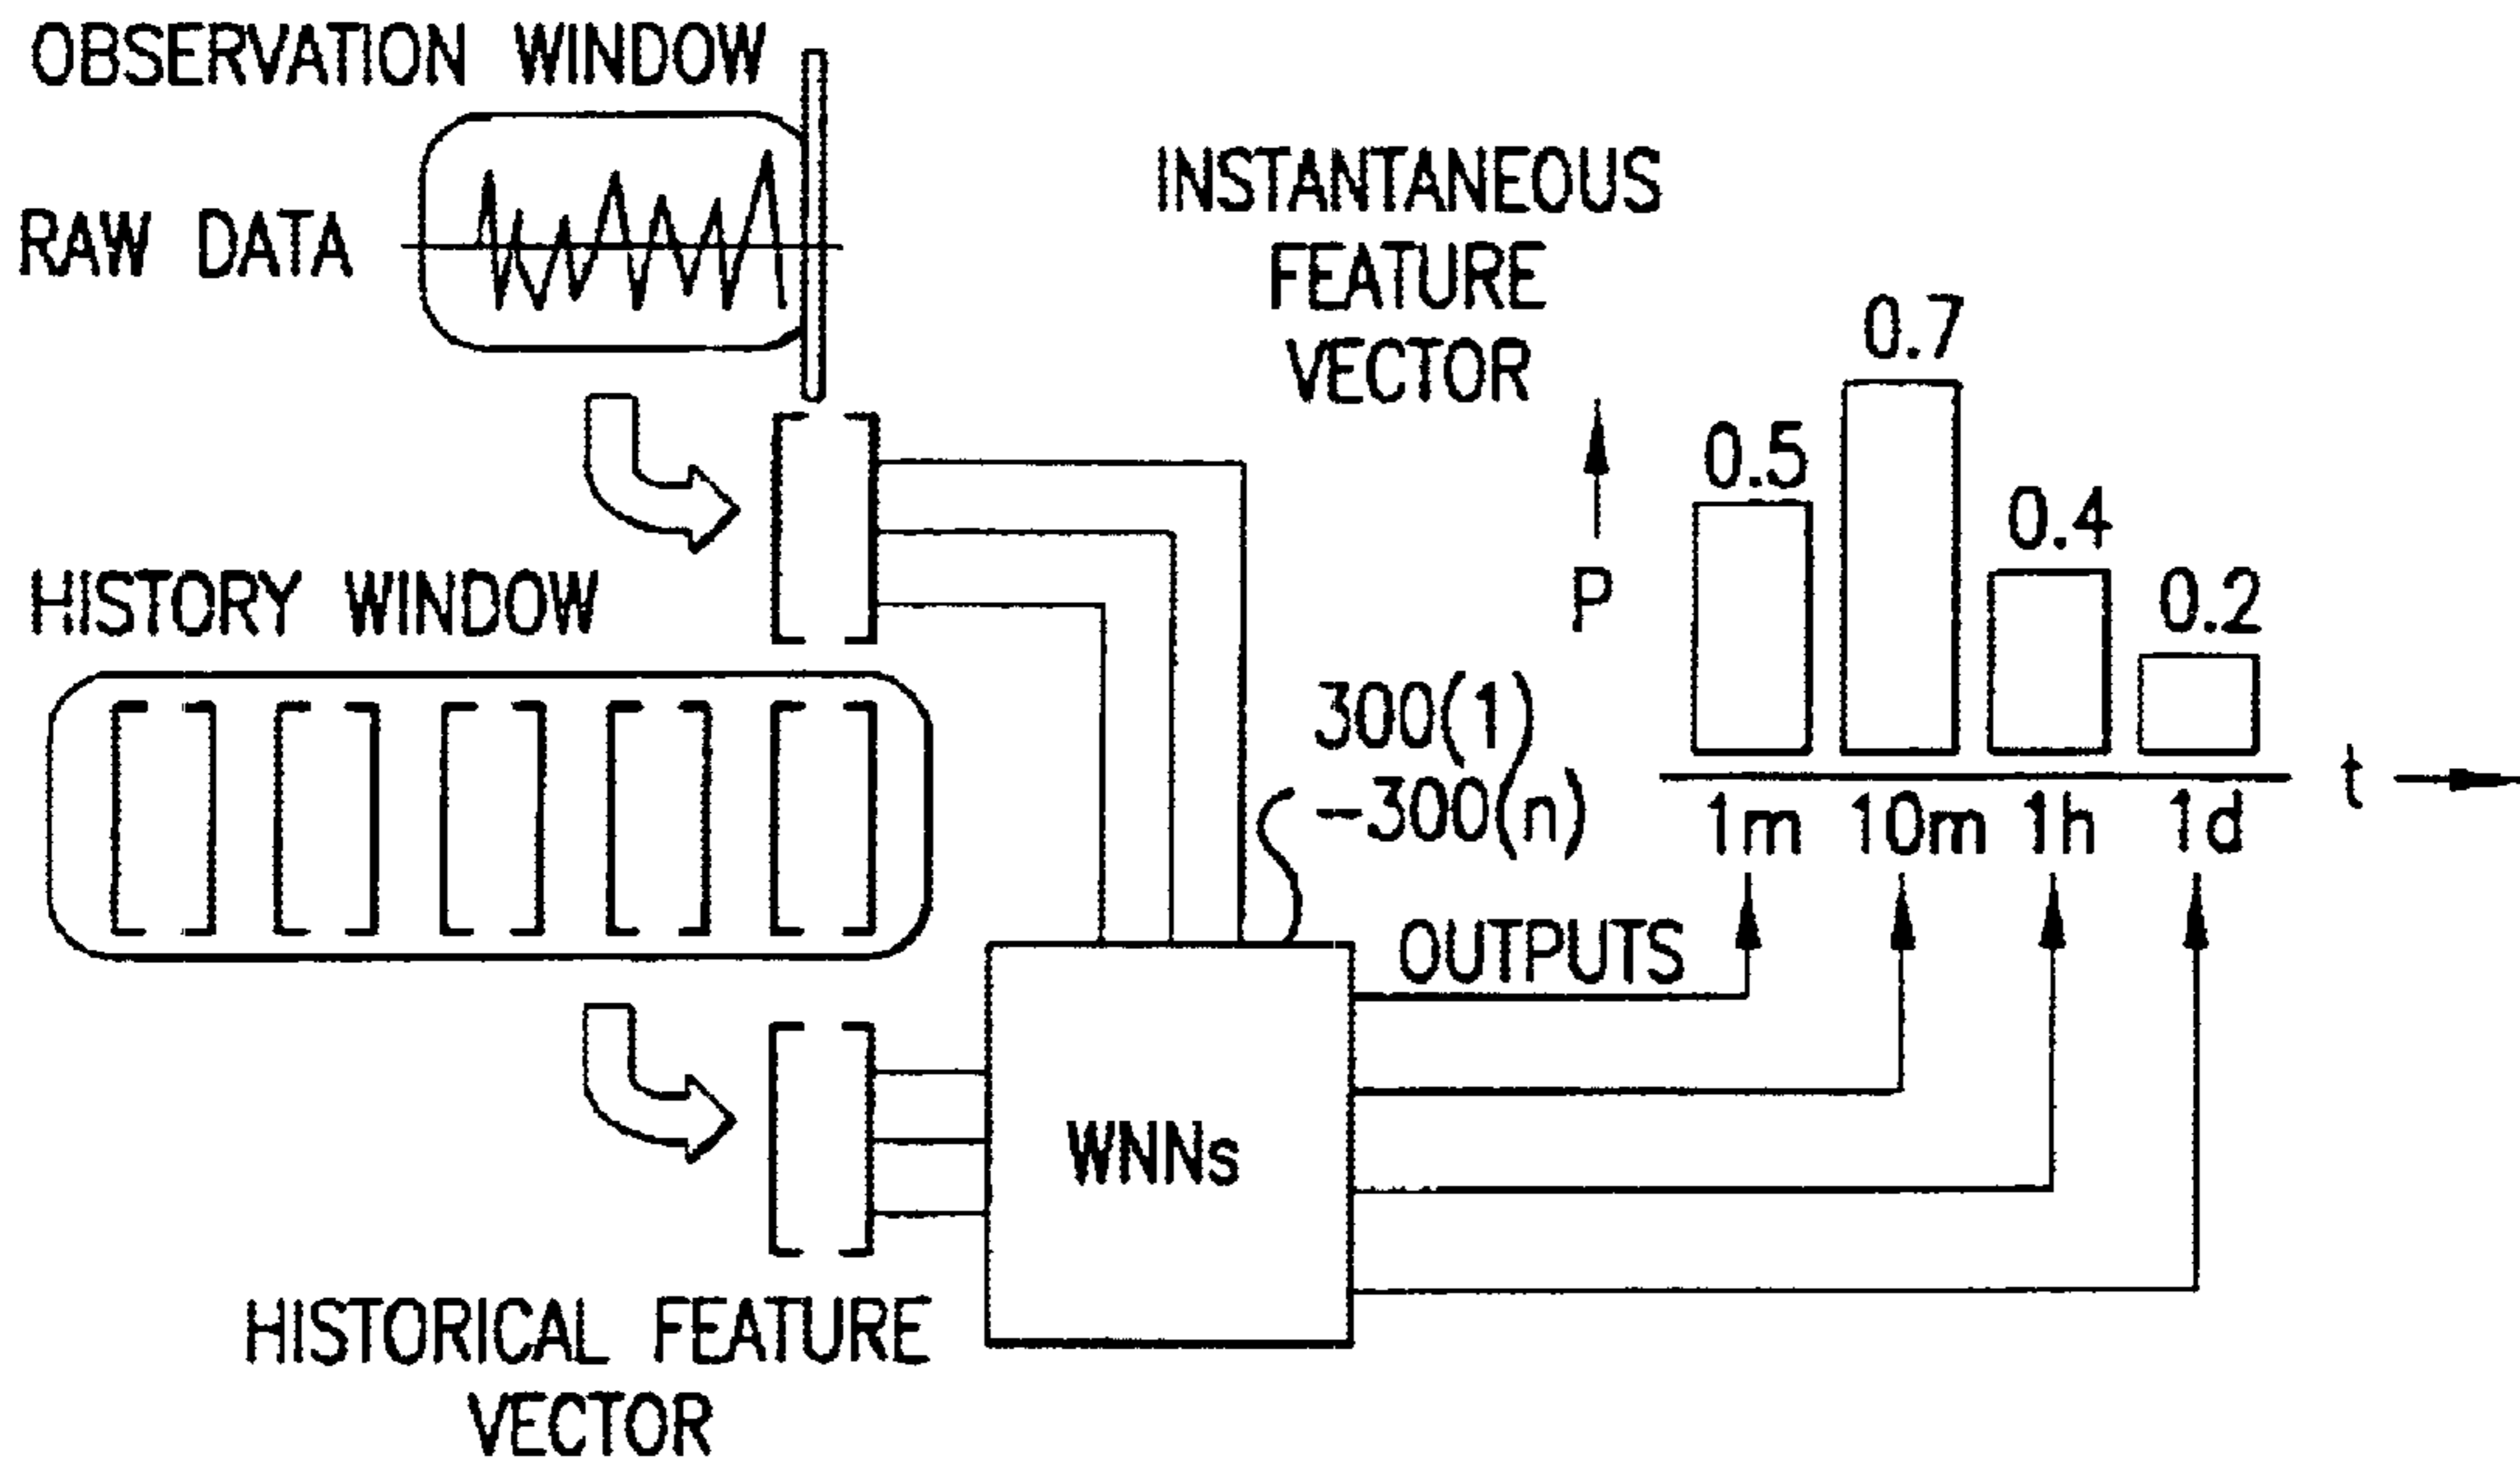 OBSERVATION WINDOW
RAW DATA
INSTANTANEOUS
FEATURE
VECTOR
HISTORY WINDOW
P
0.5
0.7
0.4
0.2
300(1)
-300(n)
1m 10m 1h 1d
t
OUTPUTS
WNNs
HISTORICAL FEATURE
VECTOR